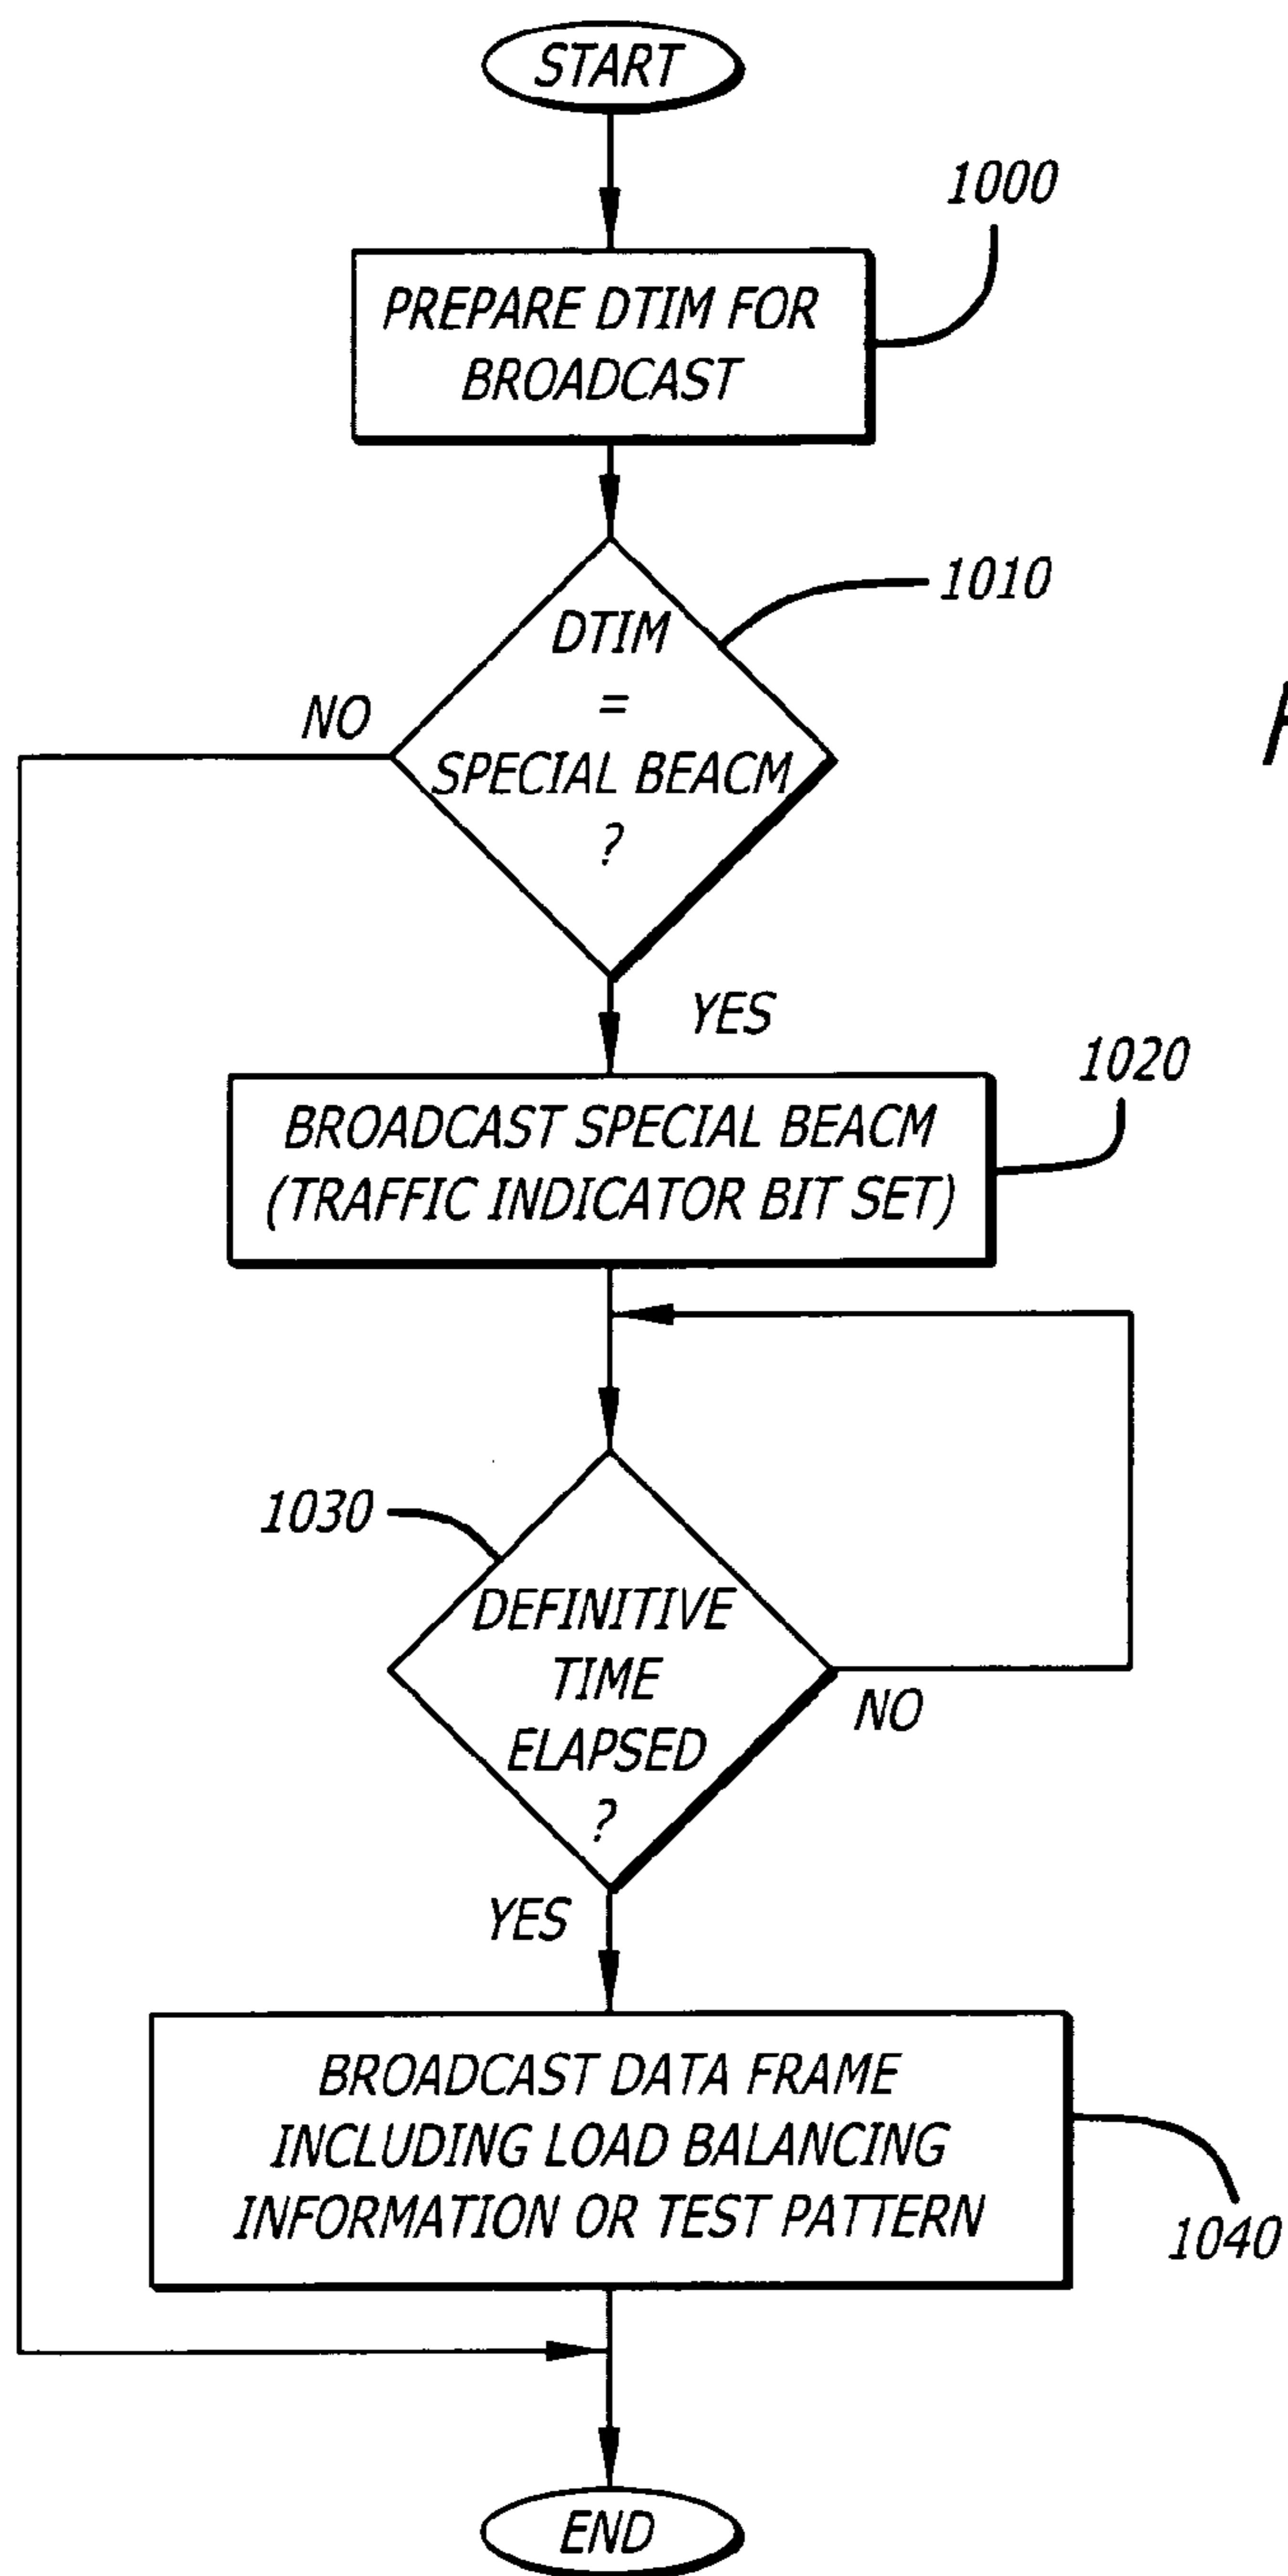 START
1000
PREPARE DTIM FOR
BROADCAST
1010
DTIM
=
SPECIAL BEACM
?
NO
YES
1020
BROADCAST SPECIAL BEACM
(TRAFFIC INDICATOR BIT SET)
1030
DEFINITIVE
TIME
ELAPSED
?
NO
YES
BROADCAST DATA FRAME
INCLUDING LOAD BALANCING
INFORMATION OR TEST PATTERN
1040
END